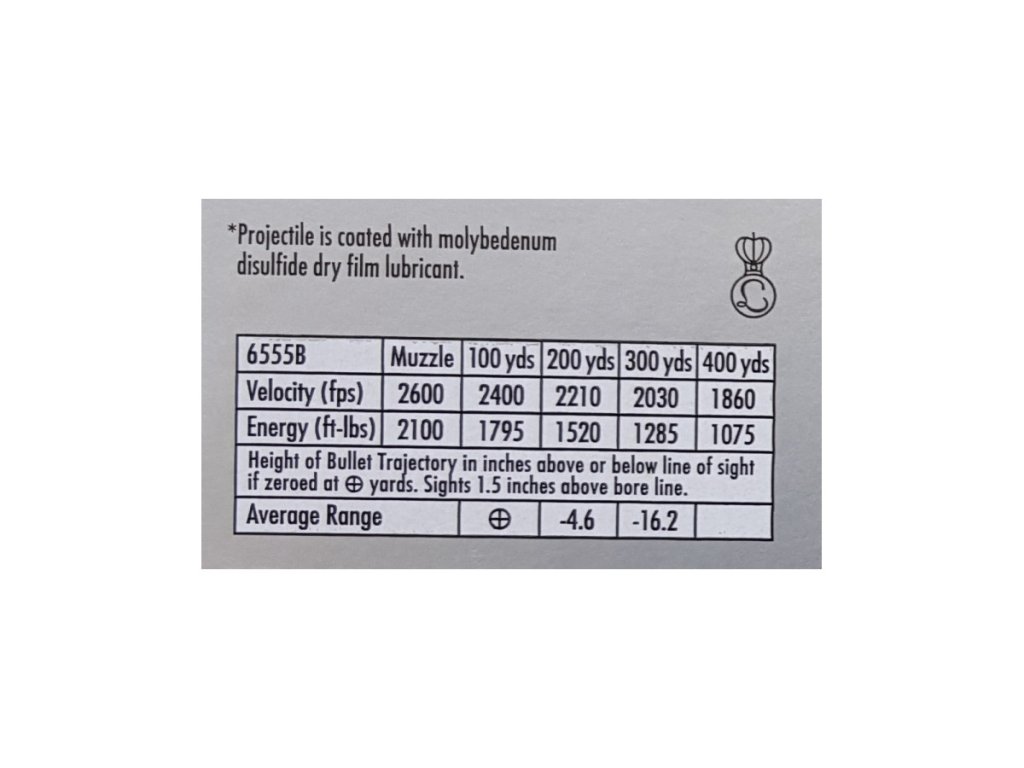 *Projectile is coated with molybedenum
disulfide dry film lubricant.
L
6555B Muzzle 100 yds 200 yds 300 yds 400 yds
Velocity (fps) 2600 2400 2210 2030 1860
Energy (ft-lbs) 2100 1795 1520 1285 1075
Height of Bullet Trajectory in inches above or below line of sight
if zeroed at ⊕ yards. Sights 1.5 inches above bore line.
Average Range ⊕ -4.6 -16.2